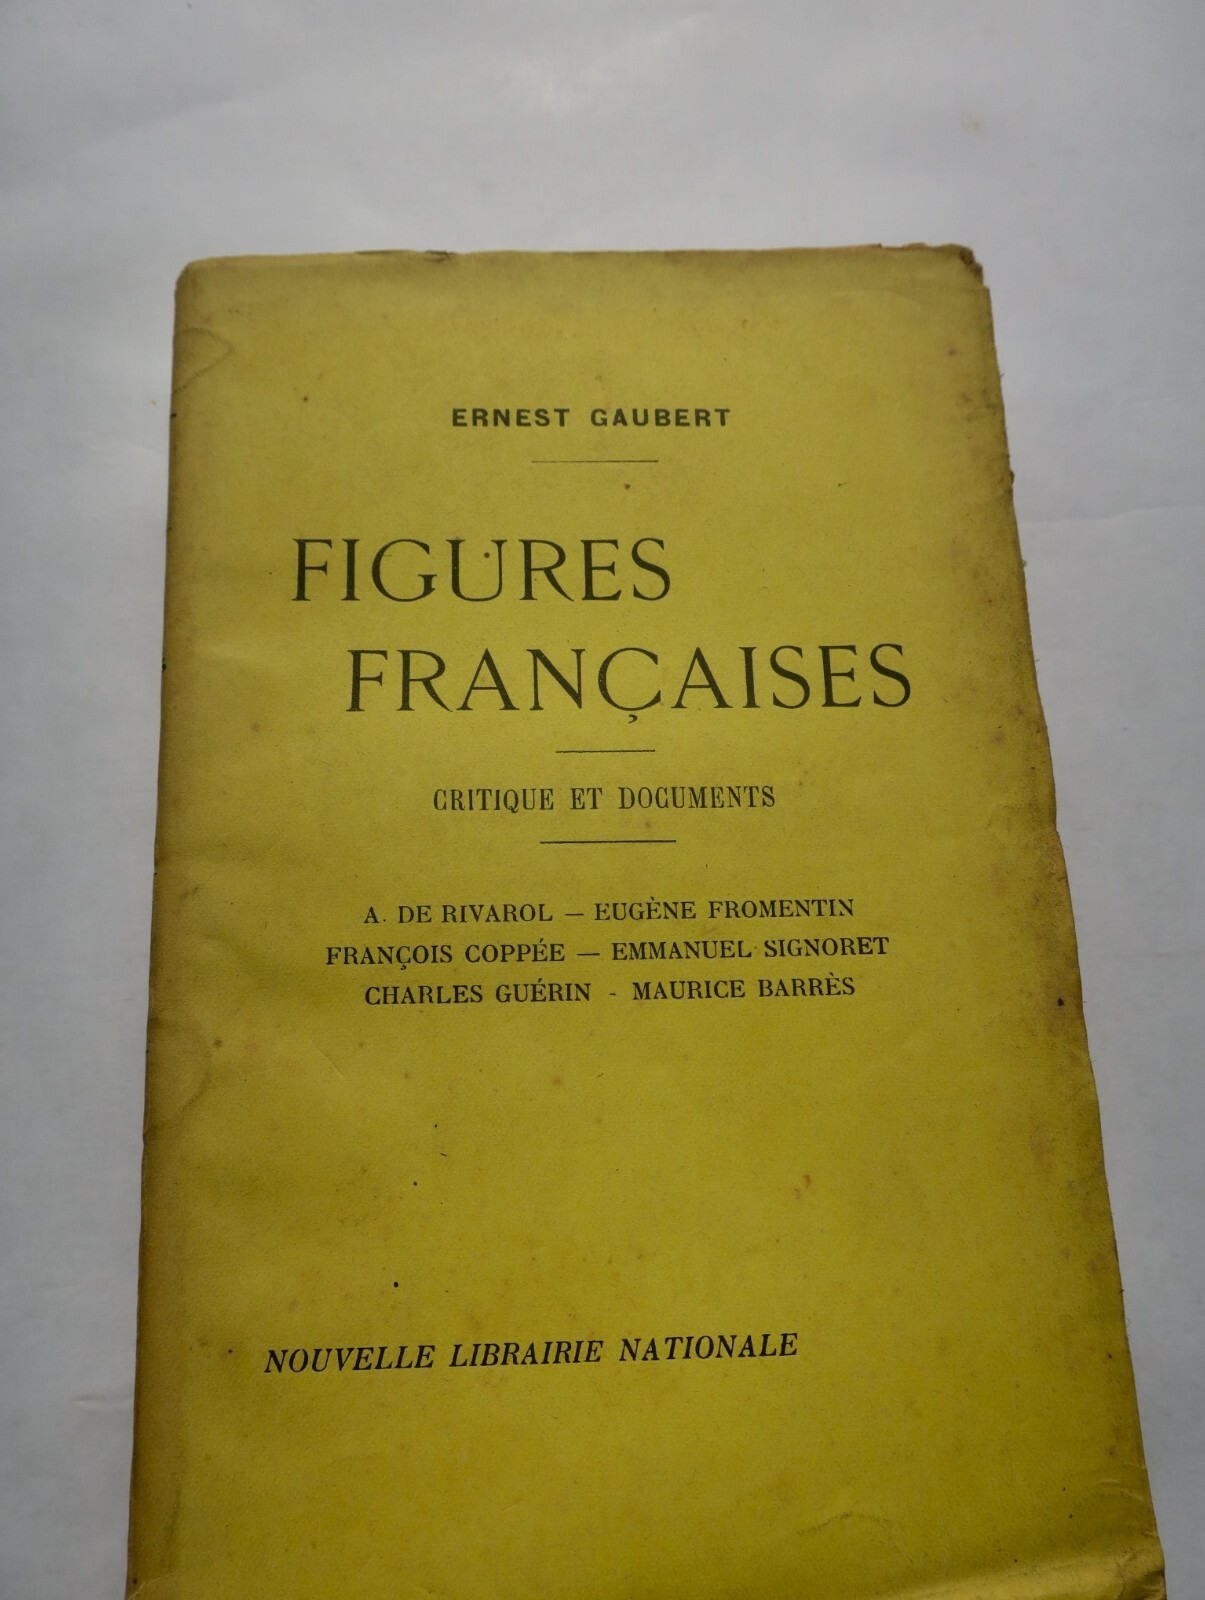 ERNEST GAUBERT
FIGURES
FRANÇAISES
CRITIQUE ET DOCUMENTS
A. DE RIVAROL — EUGÈNE FROMENTIN
FRANÇOIS COPPÉE — EMMANUEL SIGNORET
CHARLES GUÉRIN - MAURICE BARRÈS
NOUVELLE LIBRAIRIE NATIONALE